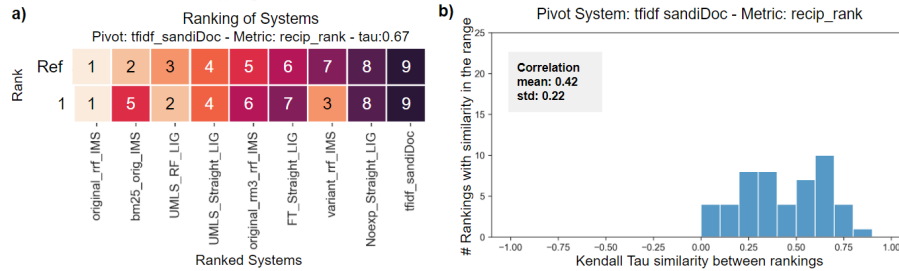 a)
Ranking of Systems
Pivot: tfidf_sandiDoc - Metric: recip_rank - tau:0.67
Rank
Ref 1 2 3 4 5 6 7 8 9
1 1 5 2 4 6 7 3 8 9
original_rrf_IMS
bm25_orig_IMS
UMLS_RF_LIG
UMLS_Straight_LIG
original_rm3_rrf_IMS
FT_Straight_LIG
variant_rrf_IMS
Noexp_Straight_LIG
tfidf_sandiDoc
Ranked Systems
b)
Pivot System: tfidf sandiDoc - Metric: recip_rank
# Rankings with similarity in the range
25
20
15
10
5
0
Correlation
mean: 0.42
std: 0.22
−1.00 −0.75 −0.50 −0.25 0.00 0.25 0.50 0.75 1.00
Kendall Tau similarity between rankings